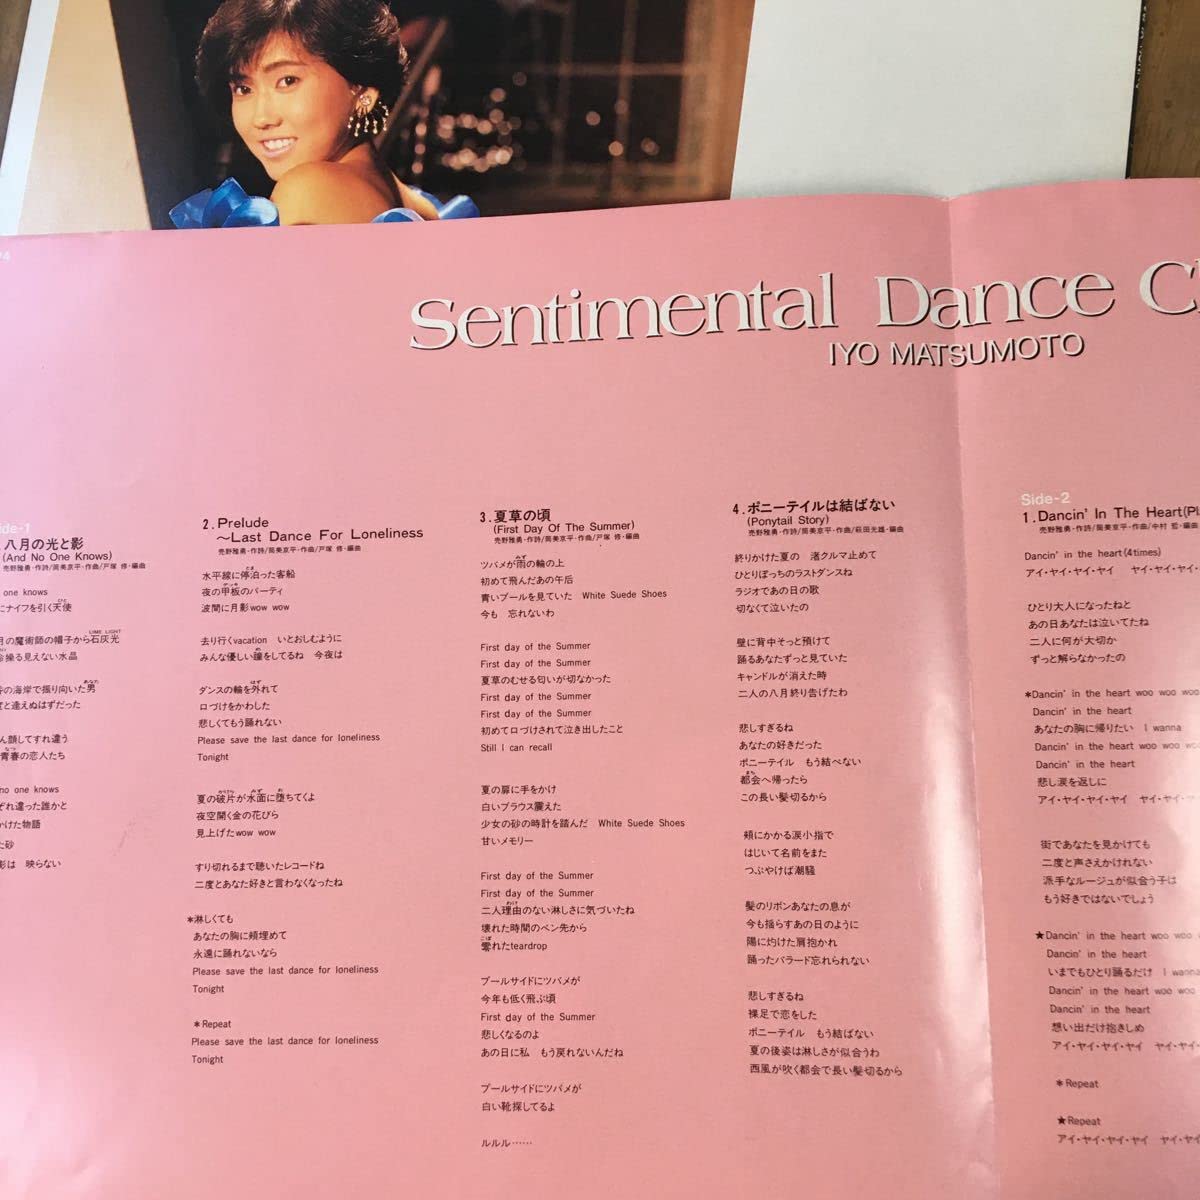 Sentimental Dance
IYO MATSUMOTO
八月の光と影
(And No One Knows)
売野雅勇・作詩/筒美京平・作曲/戸塚 修・編曲
one knows
にナイフを引く天使
月の魔術師の帽子から石灰光
操る見えない水晶
の海岸で振り向いた男
と逢えぬはずだった
ん顔してすれ違う
青春の恋人たち
no one knows
ぞれ違った誰かと
かけた物語
た砂
影は 映らない
2.Prelude
〜Last Dance For Loneliness
売野雅勇・作詩/筒美京平・作曲/戸塚 修・編曲
水平線に停泊った客船
夜の甲板のパーティ
波間に月影wow wow
去り行くvacation いとおしむように
みんな優しい瞳をしてるね 今夜は
ダンスの輪を外れて
口づけをかわした
悲しくてもう踊れない
Please save the last dance for loneliness
Tonight
夏の破片が水面に堕ちてくよ
夜空開く金の花びら
見上げたwow wow
すり切れるまで聴いたレコードね
二度とあなた好きと言わなくなったね
*淋しくても
あなたの胸に頬埋めて
永遠に踊れないなら
Please save the last dance for loneliness
Tonight
*Repeat
Please save the last dance for loneliness
Tonight
3.夏草の頃
(First Day Of The Summer)
売野雅勇・作詩/筒美京平・作曲/戸塚 修・編曲
ツバメが雨の輪の上
初めて飛んだあの午后
青いプールを見ていた White Suede Shoes
今も 忘れないわ
First day of the Summer
First day of the Summer
夏草のむせる匂いが切なかった
First day of the Summer
First day of the Summer
初めて口づけされて泣き出したこと
Still I can recall
夏の扉に手をかけ
白いブラウス震えた
少女の砂の時計を踏んだ White Suede Shoes
甘いメモリー
First day of the Summer
First day of the Summer
二人理由のない淋しさに気づいたね
壊れた時間のペン先から
零れたteardrop
プールサイドにツバメが
今年も低く飛ぶ頃
First day of the Summer
悲しくなるのよ
あの日に私 もう戻れないんだね
プールサイドにツバメが
白い靴探してるよ
ルルル……
4.ポニーテイルは結ばない
(Ponytail Story)
売野雅勇・作詩/筒美京平・作曲/萩田光雄・編曲
終りかけた夏の 渚クルマ止めて
ひとりぼっちのラストダンスね
ラジオであの日の歌
切なくて泣いたの
壁に背中そっと預けて
踊るあなたずっと見ていた
キャンドルが消えた時
二人の八月終り告げたわ
悲しすぎるね
あなたの好きだった
ポニーテイル もう結べない
都会へ帰ったら
この長い髪切るから
頬にかかる涙小指で
はじいて名前をまた
つぶやけば潮騒
髪のリボンあなたの息が
今も揺らすあの日のように
陽に灼けた肩抱かれ
踊ったバラード忘れられない
悲しすぎるね
裸足で恋をした
ポニーテイル もう結ばない
夏の後姿は淋しさが似合うわ
西風が吹く都会で長い髪切るから
Side-2
1.Dancin' In The Heart
売野雅勇・作詩/筒美京平・作曲/中村 哲・編曲
Dancin' in the heart(4times)
アイ・ヤイ・ヤイ・ヤイ ヤイ・ヤイ・ヤイ
ひとり大人になったねと
あの日あなたは泣いてたね
二人に何が大切か
ずっと解らなかったの
*Dancin' in the heart woo woo woo
Dancin' in the heart
あなたの胸に帰りたい I wanna
Dancin' in the heart woo woo woo
Dancin' in the heart
悲し涙を返しに
アイ・ヤイ・ヤイ・ヤイ ヤイ・ヤイ・ヤ
街であなたを見かけても
二度と声さえかけれない
派手なルージュが似合う子は
もう好きではないでしょう
★Dancin' in the heart woo woo
Dancin' in the heart
いまでもひとり踊るだけ I wanna
Dancin' in the heart woo woo
Dancin' in the heart
想い出だけ抱きしめ
アイ・ヤイ・ヤイ・ヤイ ヤイ・ヤイ
*Repeat
★Repeat
アイ・ヤイ・ヤイ・ヤイ ヤイ・ヤイ